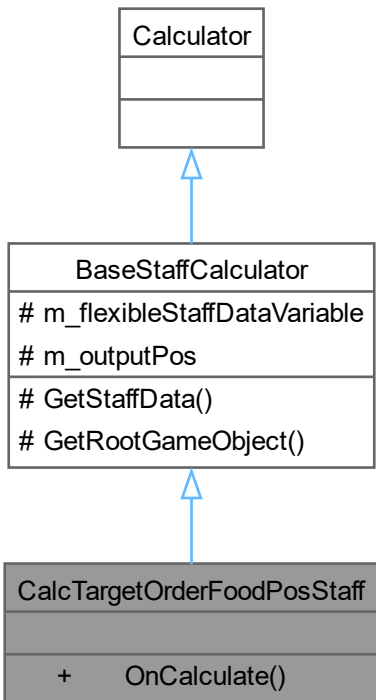 Calculator
BaseStaffCalculator
# m_flexibleStaffDataVariable
# m_outputPos
# GetStaffData()
# GetRootGameObject()
CalcTargetOrderFoodPosStaff
+ OnCalculate()